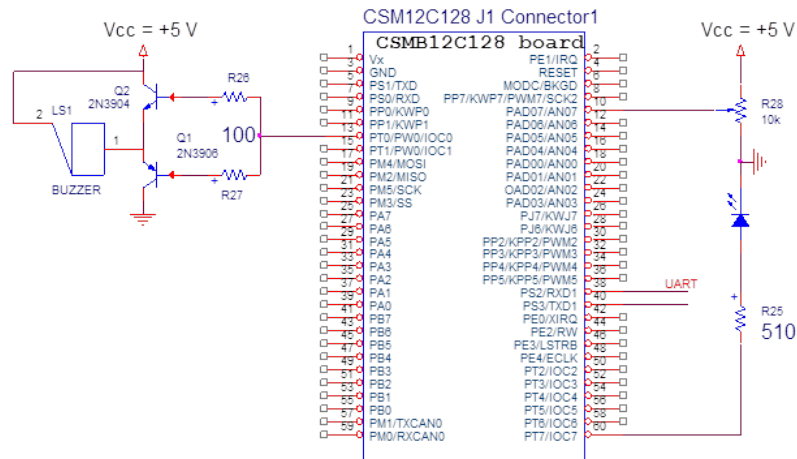 CSM12C128 J1 Connector1
Vcc = +5 V
Vcc = +5 V
CSMB12C128 board
1 Vx PE1/IRQ 2
3 GND RESET 4
5 PS1/TXD MODC/BKGD 6
7 PS0/RXD PP7/KWP7/PWM7/SCK2 8
9 PP0/KWP0 PAD07/AN07 10
11 PP1/KWP1 PAD06/AN06 12
13 PT0/PW0/IOC0 PAD05/AN05 14
15 PT1/PW0/IOC1 PAD04/AN04 16
17 PM4/MOSI PAD00/AN00 18
19 PM2/MISO PAD01/AN01 20
21 PM5/SCK OAD02/AN02 22
23 PM3/SS PAD03/AN03 24
25 PA7 PJ7/KWJ7 26
27 PA6 PJ6/KWJ6 28
29 PA5 PP2/KPP2/PWM2 30
31 PA4 PP3/KPP3/PWM3 32
33 PA3 PP4/KPP4/PWM4 34
35 PA2 PP5/KPP5/PWM5 36
37 PA1 PS2/RXD1 38
39 PA0 PS3/TXD1 40
41 PB7 PE0/XIRQ 42
43 PB6 PE2/RW 44
45 PB5 PE3/LSTRB 46
47 PB4 PE4/ECLK 48
49 PB3 PT2/IOC2 50
51 PB2 PT3/IOC3 52
53 PB1 PT4/IOC4 54
55 PB0 PT5/IOC5 56
57 PM1/TXCAN0 PT6/IOC6 58
59 PM0/RXCAN0 PT7/IOC7 60
Q2
2N3904
R26
+
2
LS1
1
BUZZER
Q1
2N3906
100
+
R27
R28
10k
UART
+
R25
510